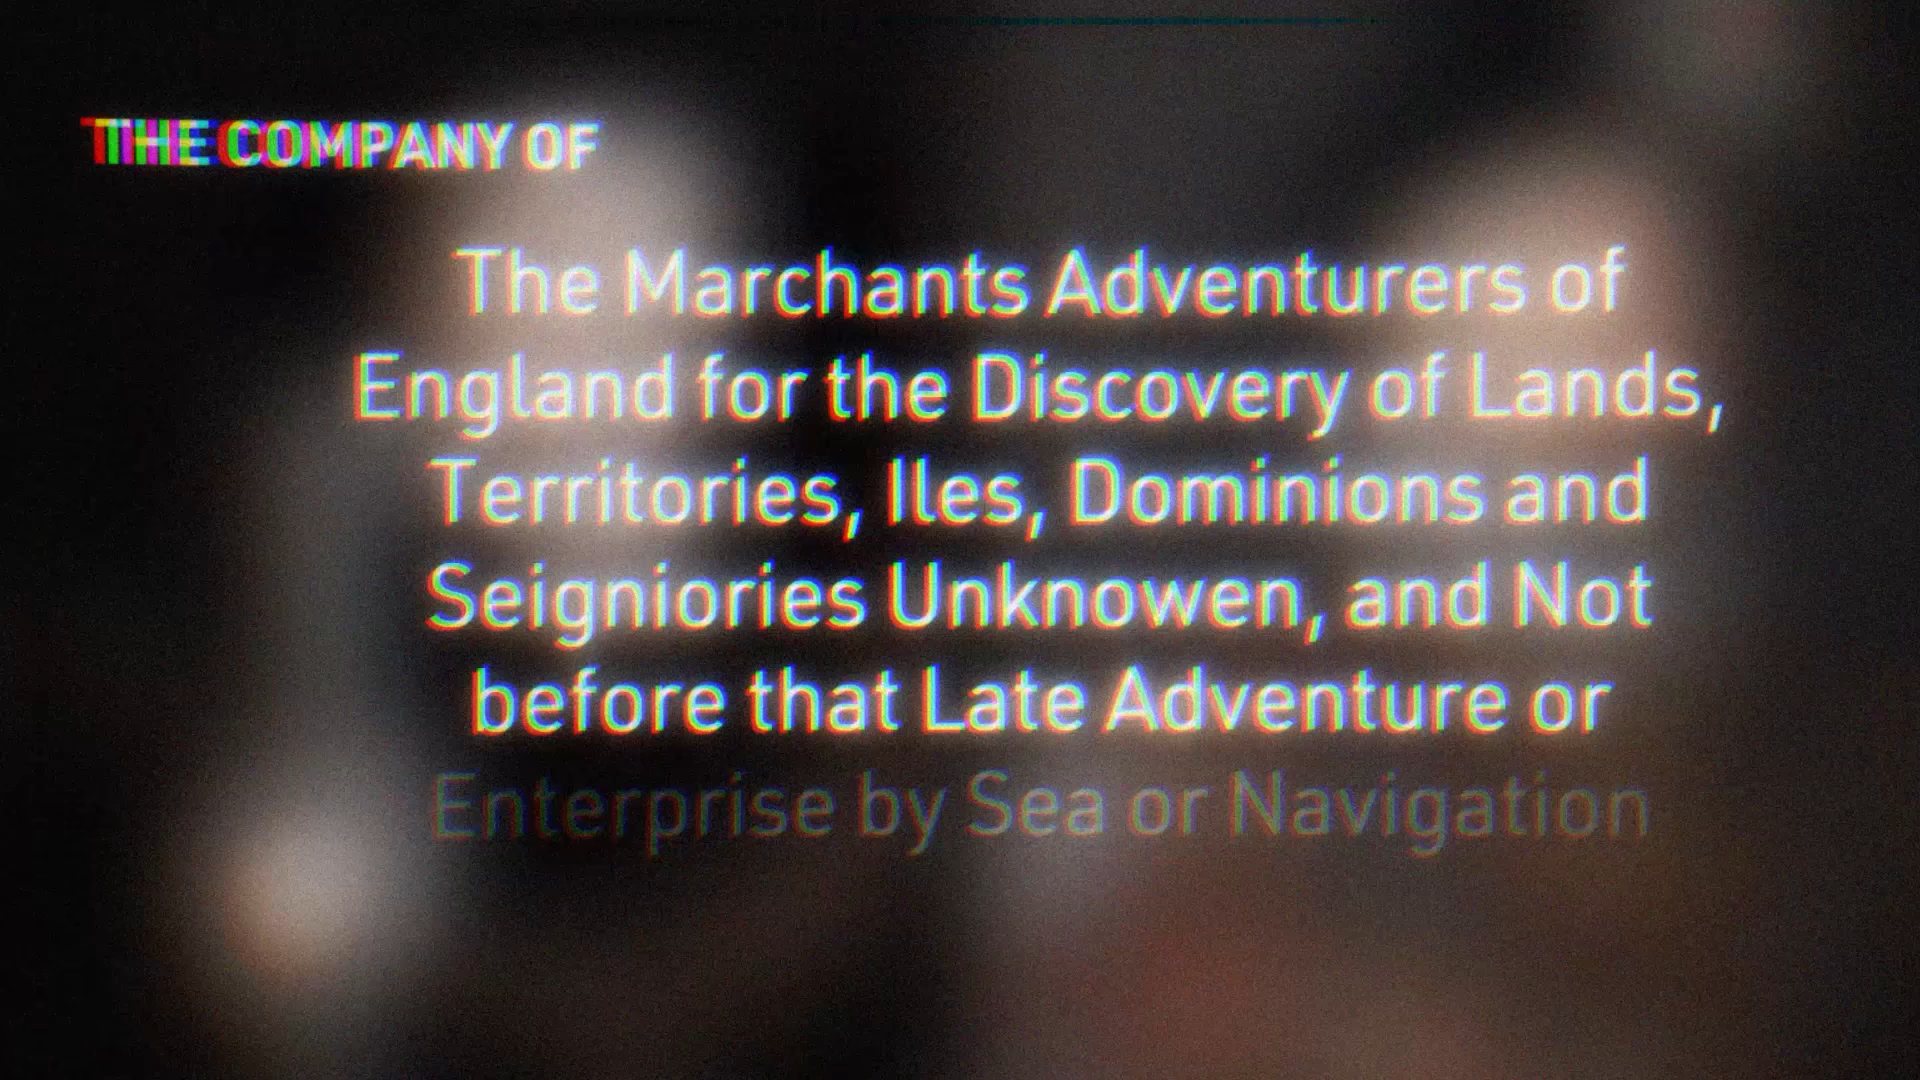 THE COMPANY OF
The Marchants Adventurers of
England for the Discovery of Lands,
Territories, Iles, Dominions and
Seigniories Unknowen, and Not
before that Late Adventure or
Enterprise by Sea or Navigation